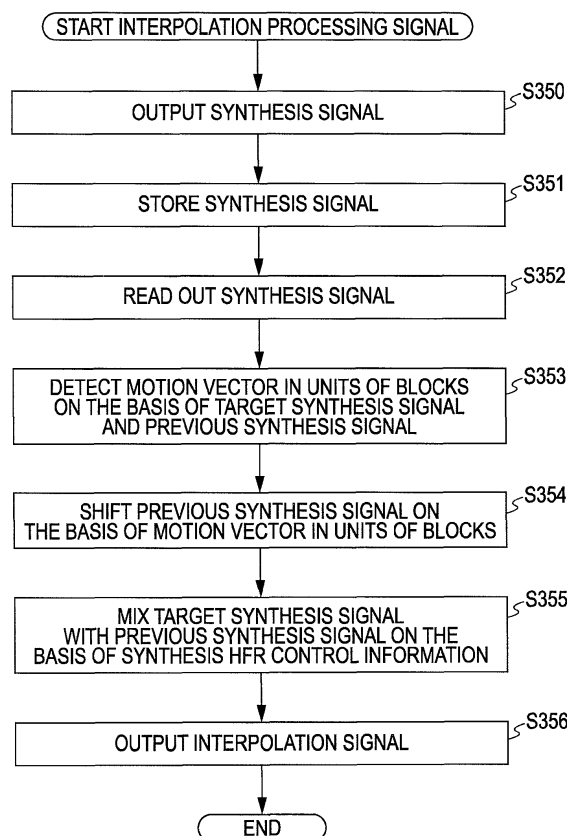 START INTERPOLATION PROCESSING SIGNAL
S350
OUTPUT SYNTHESIS SIGNAL
S351
STORE SYNTHESIS SIGNAL
S352
READ OUT SYNTHESIS SIGNAL
S353
DETECT MOTION VECTOR IN UNITS OF BLOCKS
ON THE BASIS OF TARGET SYNTHESIS SIGNAL
AND PREVIOUS SYNTHESIS SIGNAL
S354
SHIFT PREVIOUS SYNTHESIS SIGNAL ON
THE BASIS OF MOTION VECTOR IN UNITS OF BLOCKS
S355
MIX TARGET SYNTHESIS SIGNAL
WITH PREVIOUS SYNTHESIS SIGNAL ON THE
BASIS OF SYNTHESIS HFR CONTROL INFORMATION
S356
OUTPUT INTERPOLATION SIGNAL
END